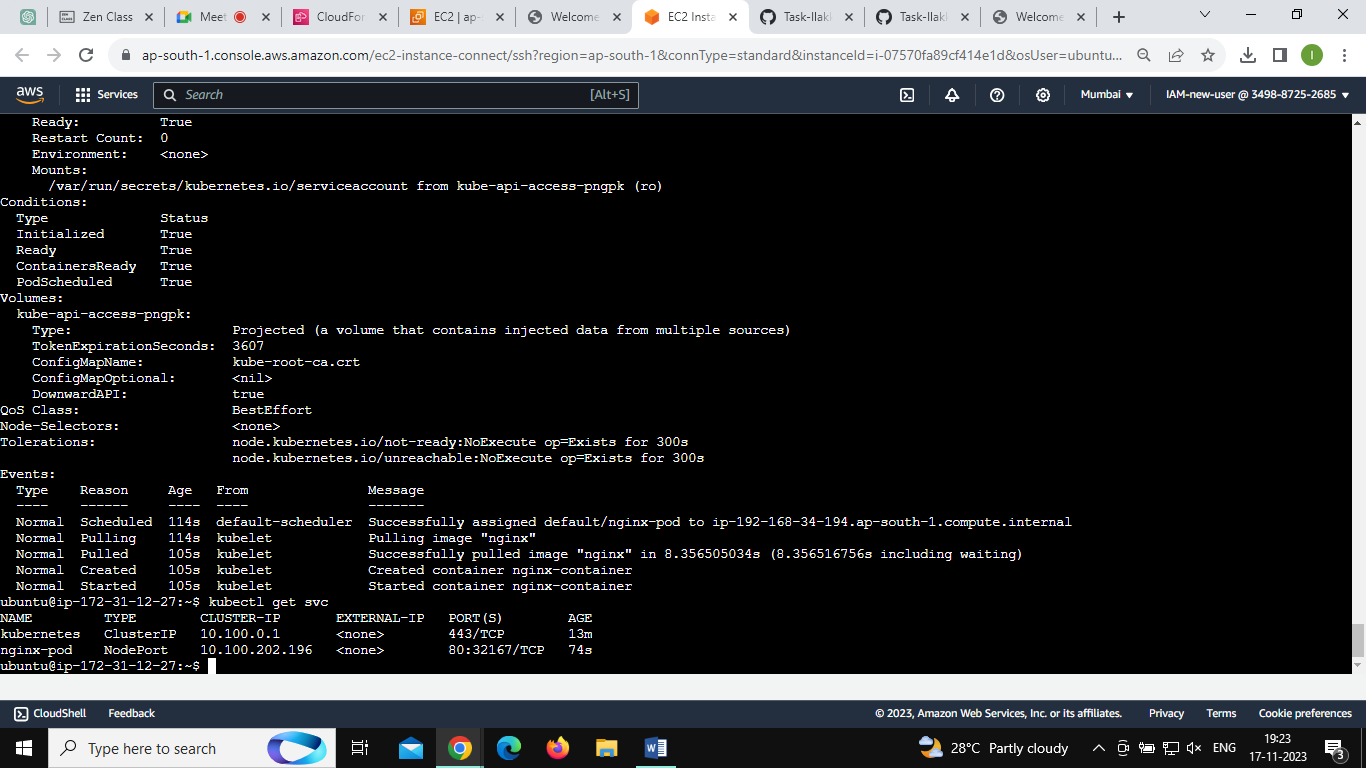 Zen Class
Meet
CloudFor
EC2 | ap-
Welcome
EC2 Insta
Task-Ilakk
Task-Ilakk
Welcome
ap-south-1.console.aws.amazon.com/ec2-instance-connect/ssh?region=ap-south-1&connType=standard&instanceId=i-07570fa89cf414e1d&osUser=ubuntu...
I
aws
Services
Search
[Alt+S]
Mumbai
IAM-new-user @ 3498-8725-2685
Ready: True
Restart Count: 0
Environment: <none>
Mounts:
/var/run/secrets/kubernetes.io/serviceaccount from kube-api-access-pngpk (ro)
Conditions:
Type Status
Initialized True
Ready True
ContainersReady True
PodScheduled True
Volumes:
kube-api-access-pngpk:
Type: Projected (a volume that contains injected data from multiple sources)
TokenExpirationSeconds: 3607
ConfigMapName: kube-root-ca.crt
ConfigMapOptional: <nil>
DownwardAPI: true
QoS Class: BestEffort
Node-Selectors: <none>
Tolerations: node.kubernetes.io/not-ready:NoExecute op=Exists for 300s
node.kubernetes.io/unreachable:NoExecute op=Exists for 300s
Events:
Type Reason Age From Message
---- ------ ---- ---- -------
Normal Scheduled 114s default-scheduler Successfully assigned default/nginx-pod to ip-192-168-34-194.ap-south-1.compute.internal
Normal Pulling 114s kubelet Pulling image "nginx"
Normal Pulled 105s kubelet Successfully pulled image "nginx" in 8.356505034s (8.356516756s including waiting)
Normal Created 105s kubelet Created container nginx-container
Normal Started 105s kubelet Started container nginx-container
ubuntu@ip-172-31-12-27:~$ kubectl get svc
NAME TYPE CLUSTER-IP EXTERNAL-IP PORT(S) AGE
kubernetes ClusterIP 10.100.0.1 <none> 443/TCP 13m
nginx-pod NodePort 10.100.202.196 <none> 80:32167/TCP 74s
ubuntu@ip-172-31-12-27:~$
CloudShell
Feedback
© 2023, Amazon Web Services, Inc. or its affiliates.
Privacy
Terms
Cookie preferences
Type here to search
28°C Partly cloudy
ENG
19:23
17-11-2023
3